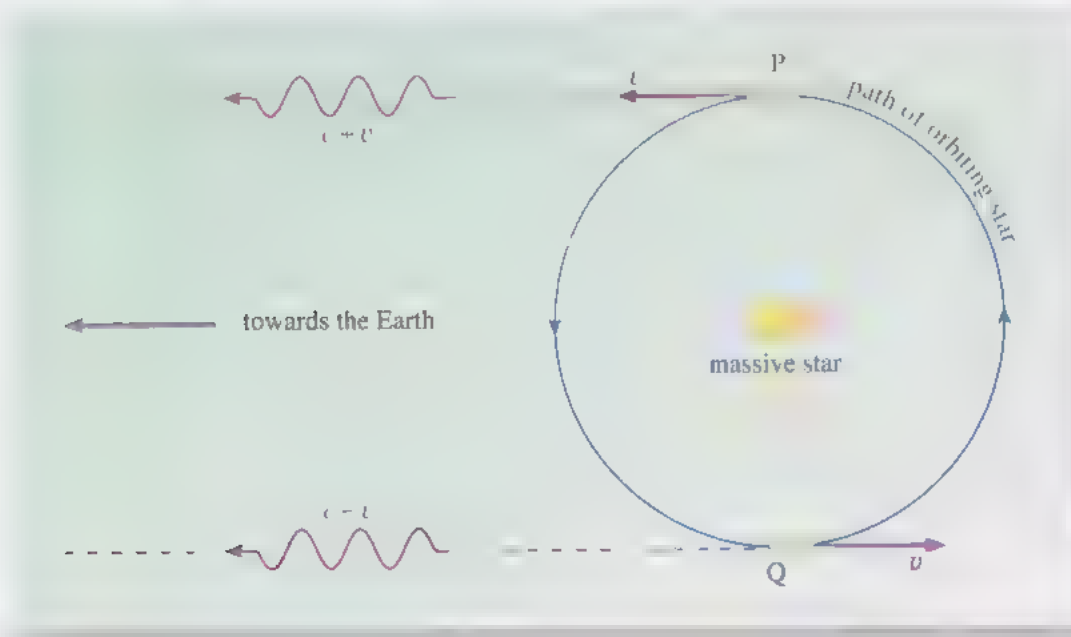 P
path of orbiting star
towards the Earth
massive star
Q
v